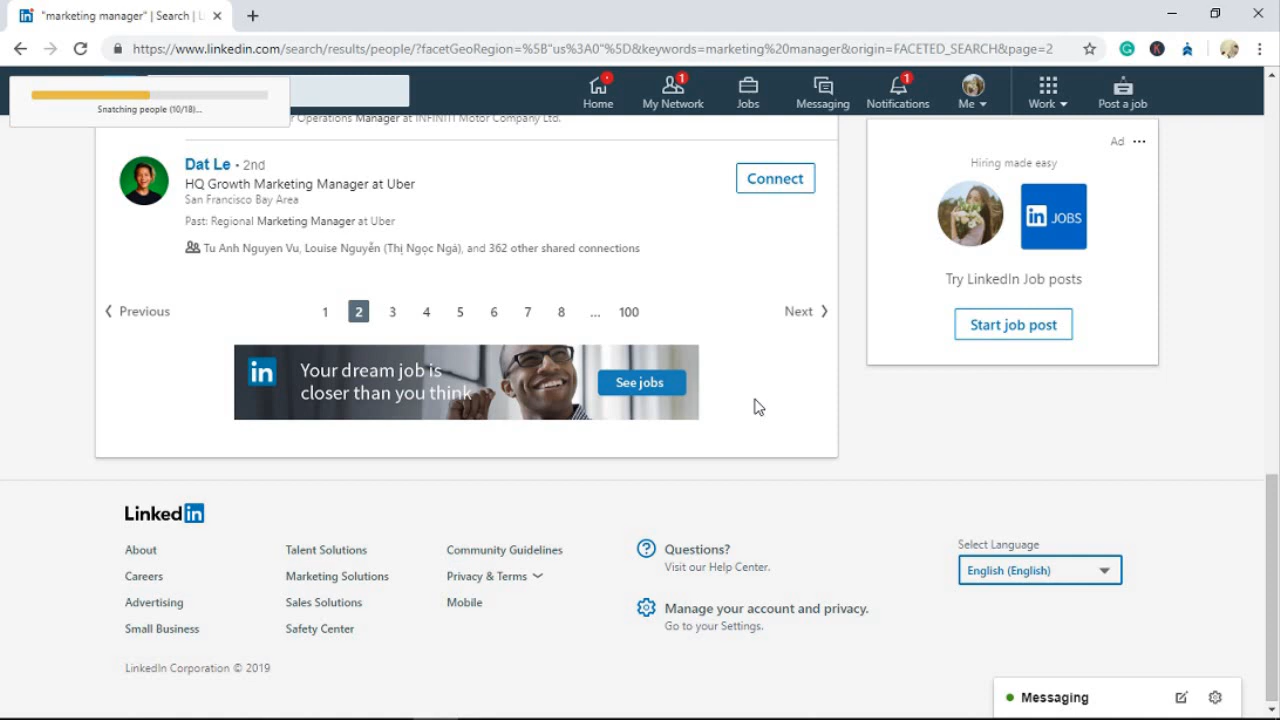 "marketing manager" | Search | L
https://www.linkedin.com/search/results/people/?facetGeoRegion=%5B"us%3A0"%5D&keywords=marketing%20manager&origin=FACETED_SEARCH&page=2
Snatching people (10/18)...
1
1
Home
My Network
Jobs
Messaging
Notifications
Me
Work
Post a job
r Operations Manager at INFINITI Motor Company Ltd.
Dat Le • 2nd
HQ Growth Marketing Manager at Uber
San Francisco Bay Area
Past: Regional Marketing Manager at Uber
Tu Anh Nguyen Vu, Louise Nguyễn (Thị Ngọc Ngà), and 362 other shared connections
Connect
Ad
Hiring made easy
in JOBS
Try LinkedIn Job posts
Start job post
Previous 1 2 3 4 5 6 7 8 ... 100 Next
in
Your dream job is
closer than you think
See jobs
Linked in
About
Careers
Advertising
Small Business
Talent Solutions
Marketing Solutions
Sales Solutions
Safety Center
Community Guidelines
Privacy & Terms
Mobile
Questions?
Visit our Help Center.
Manage your account and privacy.
Go to your Settings.
Select Language
English (English)
LinkedIn Corporation © 2019
Messaging